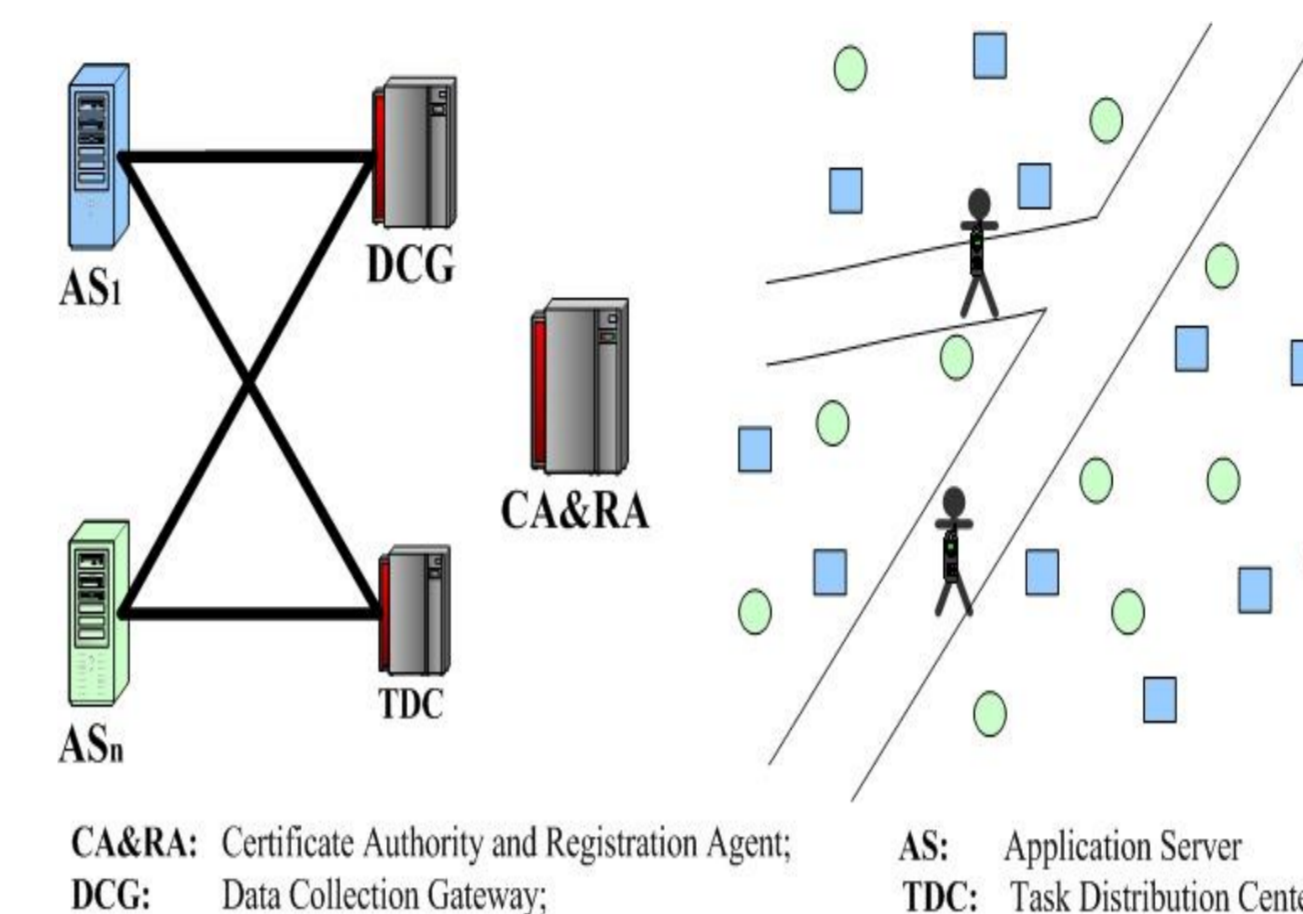 AS1
DCG
CA&RA
TDC
ASn
CA&RA: Certificate Authority and Registration Agent;
AS: Application Server
DCG: Data Collection Gateway;
TDC: Task Distribution Cente